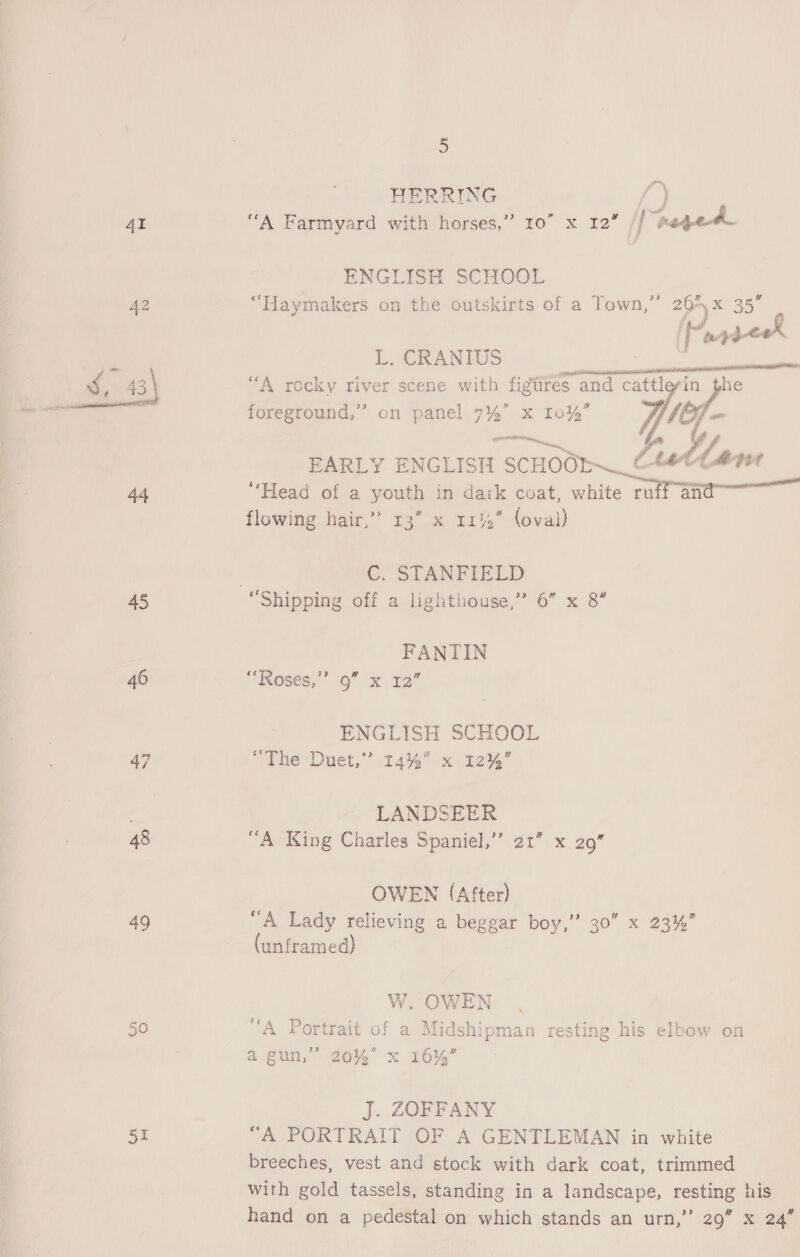 5
HERRING
41 “A Farmyard with horses,” 10" x 12"
ENGLISH SCHOOL
42 “Haymakers on the outskirts of a Town,” 26" x 35"
L. CRANIUS
43 “A rocky river scene with figures and cattle in the
foreground,” on panel 7½" x 10½"
EARLY ENGLISH SCHOOL
44 “Head of a youth in dark coat, white ruff and
flowing hair,” 13" x 11½" (oval)
C. STANFIELD
45 “Shipping off a lighthouse,” 6" x 8"
FANTIN
46 “Roses,” 9" x 12"
ENGLISH SCHOOL
47 “The Duet,” 14½" x 12½"
LANDSEER
48 “A King Charles Spaniel,” 21" x 29"
OWEN (After)
49 “A Lady relieving a beggar boy,” 30" x 23½"
(unframed)
W. OWEN
50 “A Portrait of a Midshipman resting his elbow on
a gun,” 20½" x 16½"
J. ZOFFANY
51 “A PORTRAIT OF A GENTLEMAN in white
breeches, vest and stock with dark coat, trimmed
with gold tassels, standing in a landscape, resting his
hand on a pedestal on which stands an urn,” 29" x 24"